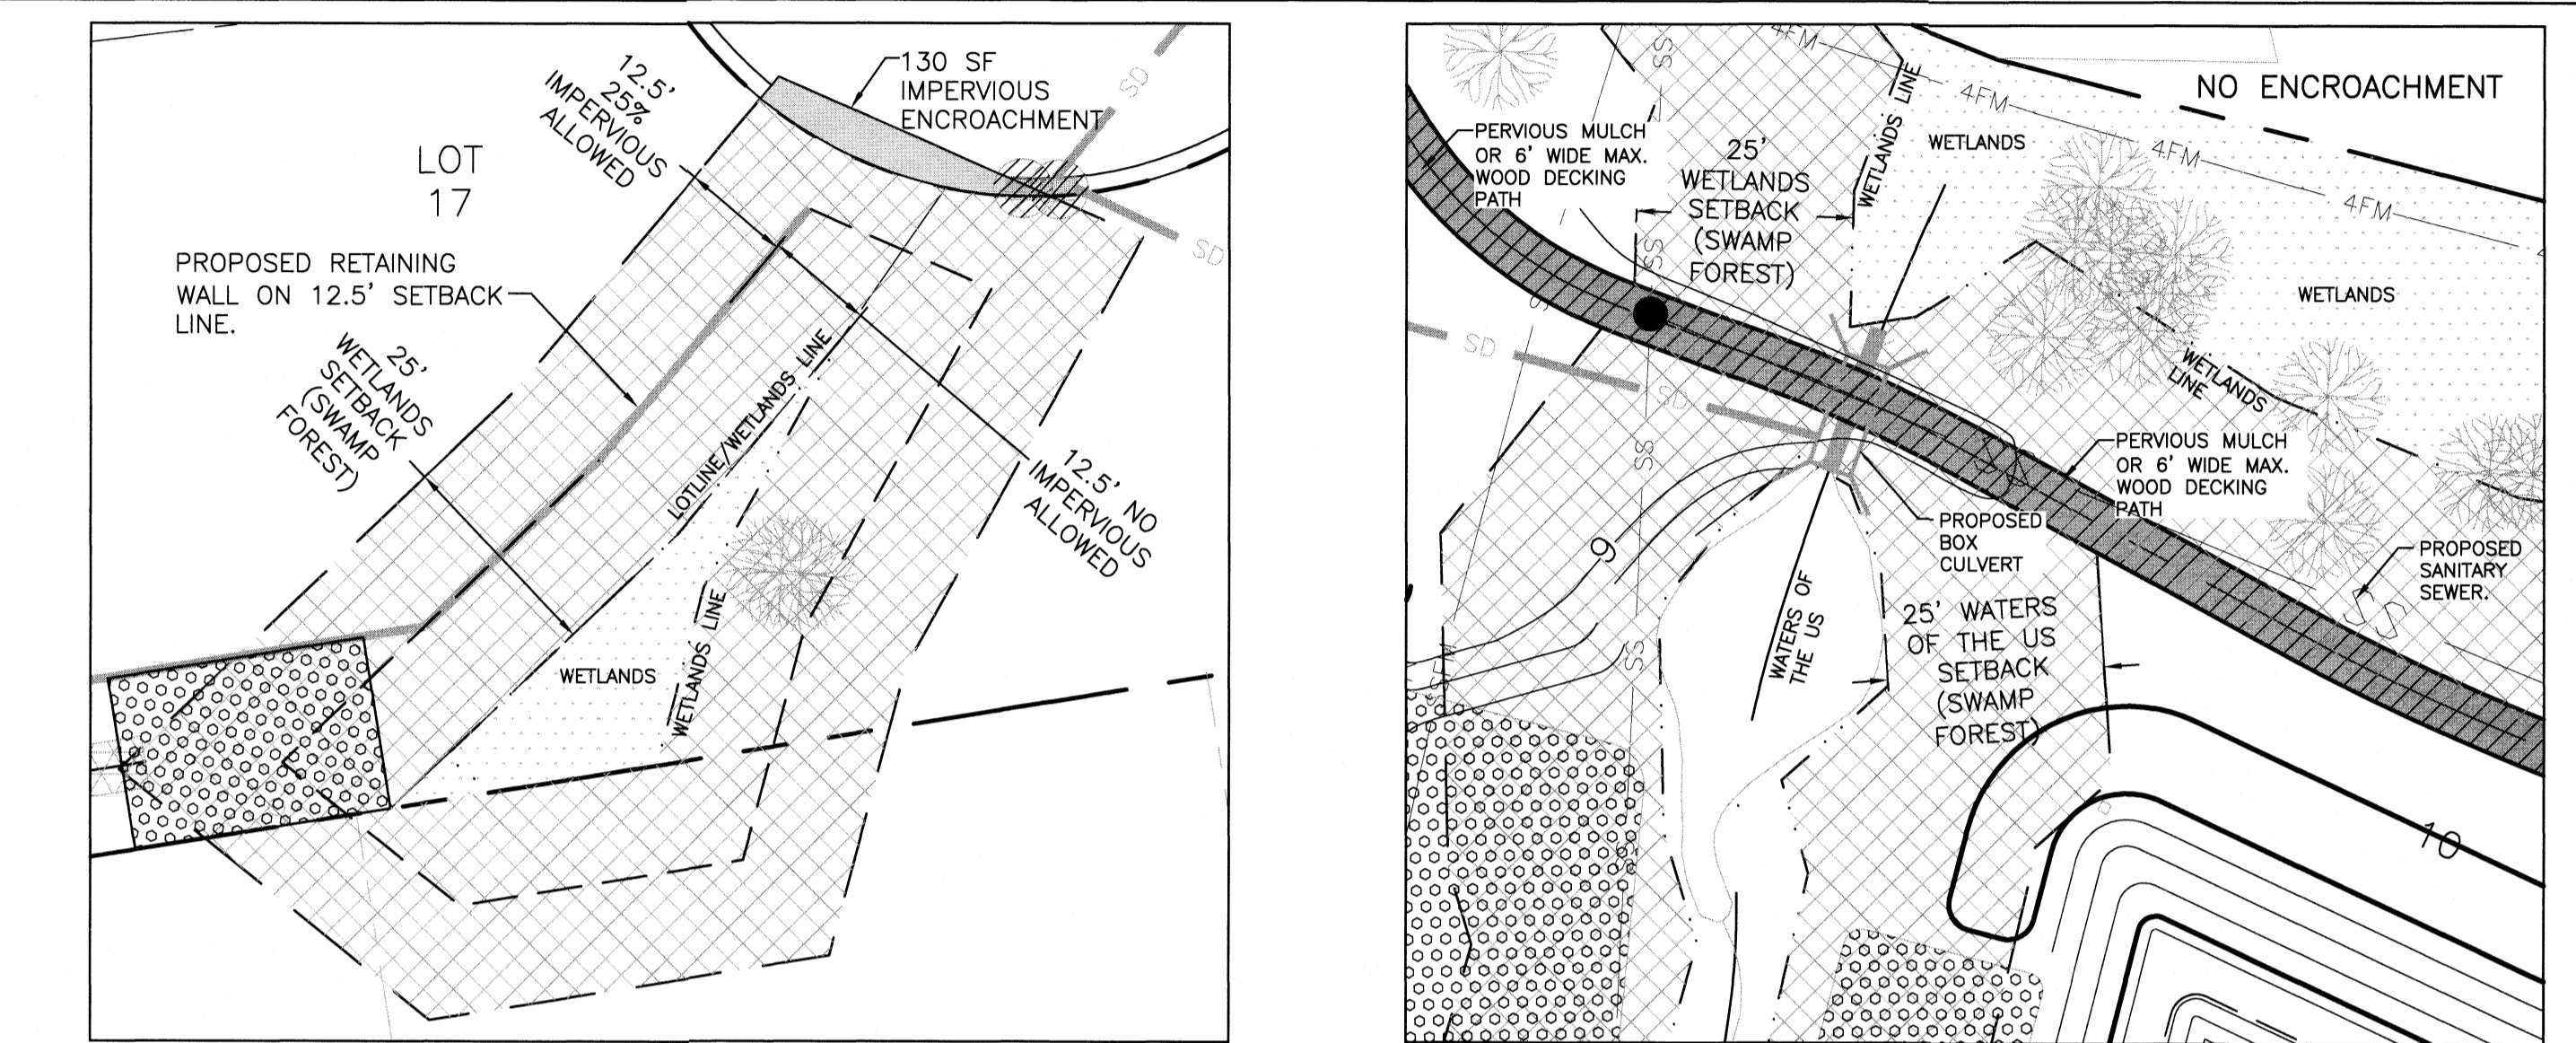 12.5'
25%
IMPERVIOUS
ALLOWED
130 SF
IMPERVIOUS
ENCROACHMENT
SD
SD
LOT
17
PROPOSED RETAINING
WALL ON 12.5' SETBACK
LINE.
25'
WETLANDS
SETBACK
(SWAMP
FOREST)
LOTLINE/WETLANDS LINE
12.5' NO
IMPERVIOUS
ALLOWED
WETLANDS
WETLANDS LINE
4FM
SS
NO ENCROACHMENT
4FM
4FM
4FM
PERVIOUS MULCH
OR 6' WIDE MAX.
WOOD DECKING
PATH
25'
WETLANDS
SETBACK
(SWAMP
FOREST)
WETLANDS LINE
WETLANDS
SS
WETLANDS
SD
SD
WETLANDS
LINE
SS
PERVIOUS MULCH
OR 6' WIDE MAX.
WOOD DECKING
PATH
PROPOSED
BOX
CULVERT
9
PROPOSED
SANITARY
SEWER.
SS
WATERS OF
THE US
25' WATERS
OF THE US
SETBACK
(SWAMP
FOREST)
SS
SS
10